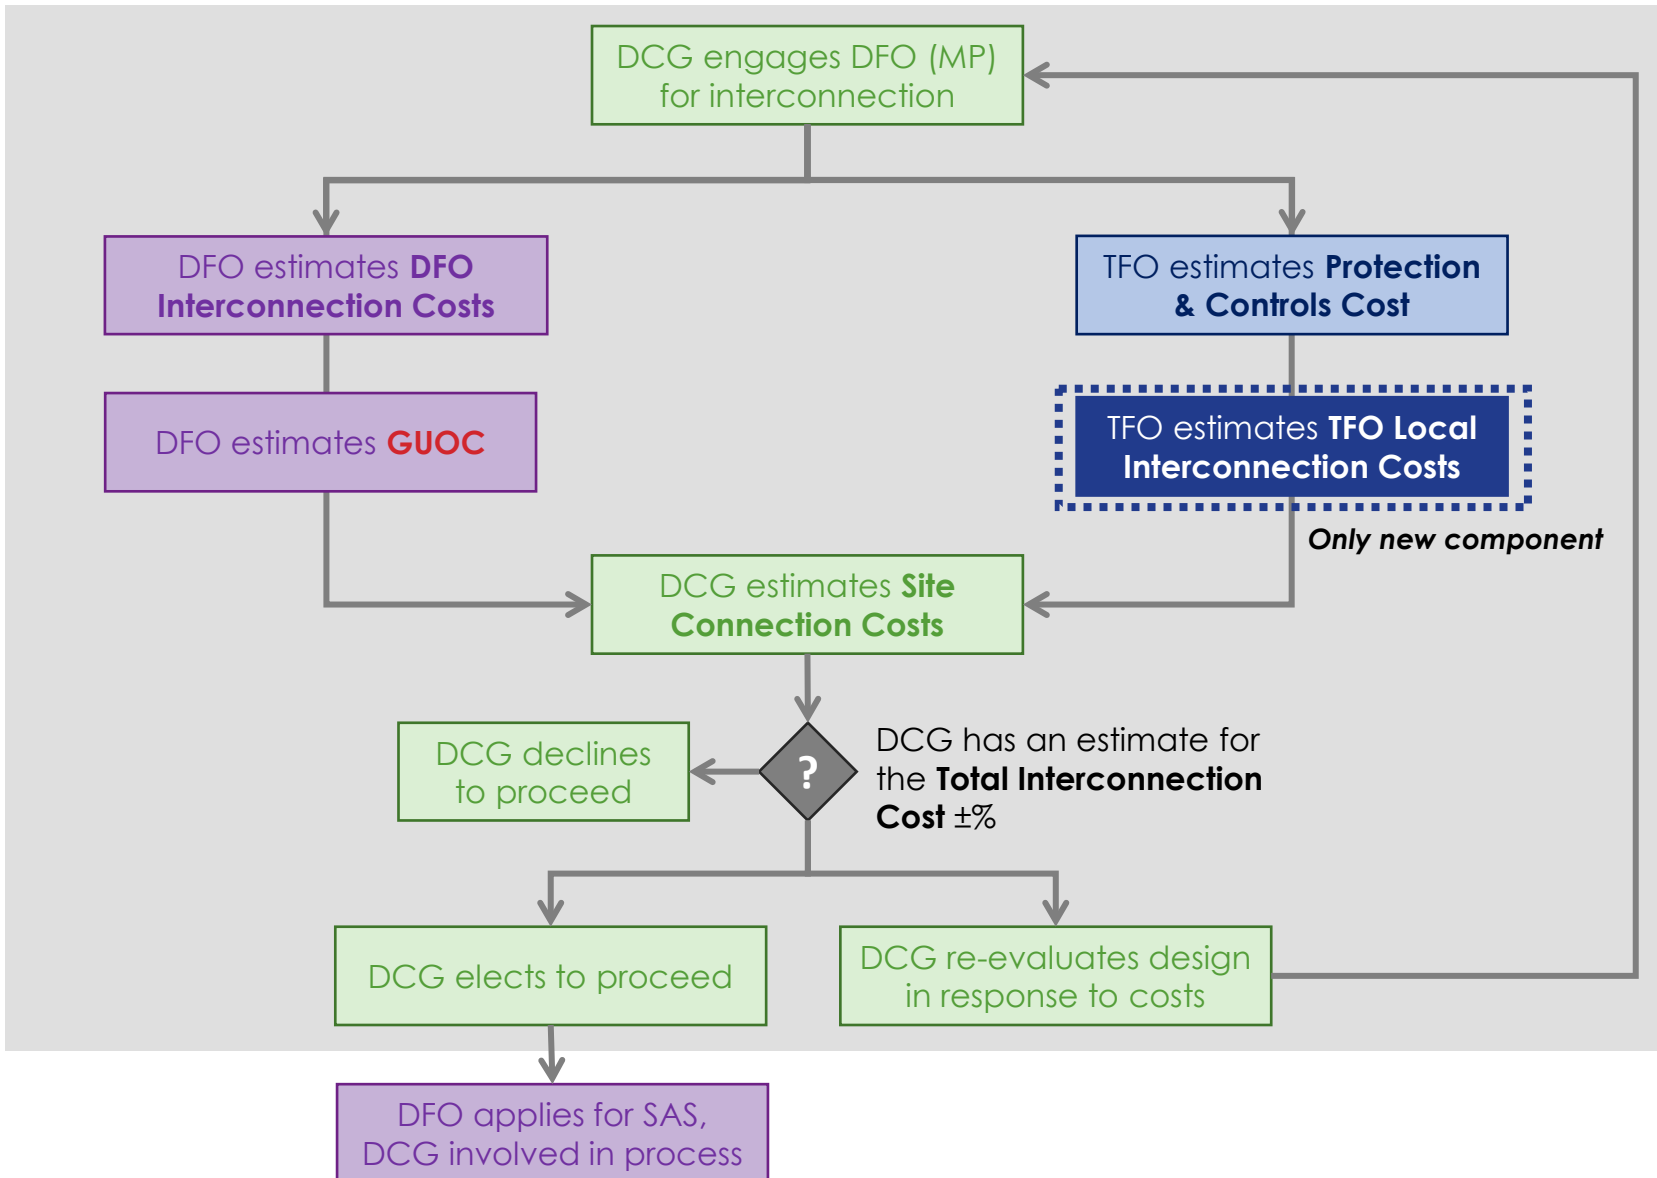 DCG engages DFO (MP)
for interconnection
DFO estimates DFO
Interconnection Costs
TFO estimates Protection
& Controls Cost
DFO estimates GUOC
TFO estimates TFO Local
Interconnection Costs
Only new component
DCG estimates Site
Connection Costs
DCG declines
to proceed
?
DCG has an estimate for
the Total Interconnection
Cost ±%
DCG elects to proceed
DCG re-evaluates design
in response to costs
DFO applies for SAS,
DCG involved in process